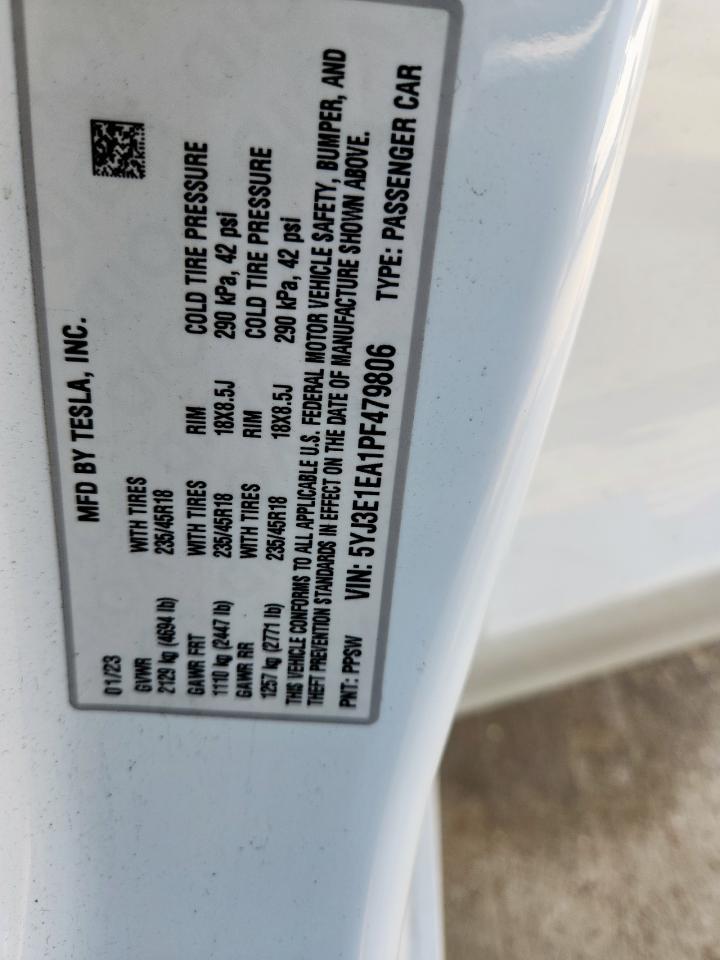 MFD BY TESLA, INC.
01/23
GVWR WITH TIRES
2129 kg (4694 lb) 235/45R18
GAWR FRT WITH TIRES RIM COLD TIRE PRESSURE
1110 kg (2447 lb) 235/45R18 18X8.5J 290 kPa, 42 psi
GAWR RR WITH TIRES RIM COLD TIRE PRESSURE
1257 kg (2771 lb) 235/45R18 18X8.5J 290 kPa, 42 psi
THIS VEHICLE CONFORMS TO ALL APPLICABLE U.S. FEDERAL MOTOR VEHICLE SAFETY, BUMPER, AND
THEFT PREVENTION STANDARDS IN EFFECT ON THE DATE OF MANUFACTURE SHOWN ABOVE.
PNT: PPSW VIN: 5YJ3E1EA1PF479806 TYPE: PASSENGER CAR